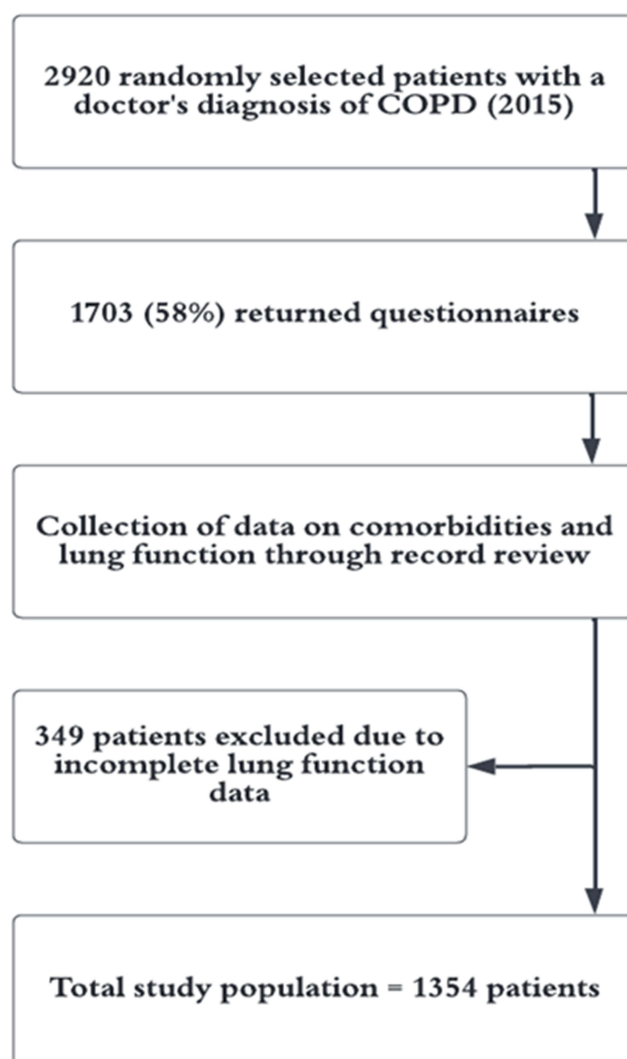 2920 randomly selected patients with a
doctor's diagnosis of COPD (2015)
1703 (58%) returned questionnaires
Collection of data on comorbidities and
lung function through record review
349 patients excluded due to
incomplete lung function
data
Total study population = 1354 patients